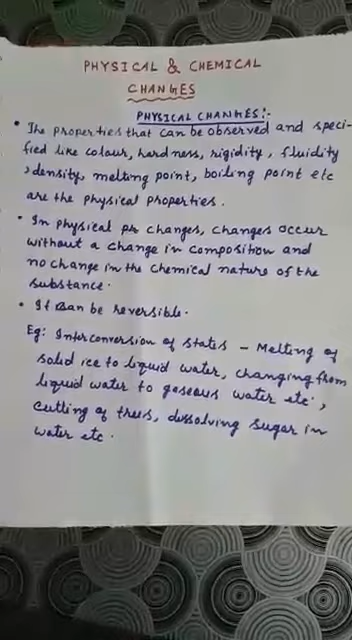 PHYSICAL & CHEMICAL
CHANGES
PHYSICAL CHANGES:-
• The properties that can be observed and speci-
fied like colour, hardness, rigidity, fluidity
, density, melting point, boiling point etc
are the physical properties.
• In physical changes, changes occur
without a change in composition and
no change in the chemical nature of the
substance.
• It can be reversible.
Eg: Interconversion of states - Melting of
solid ice to liquid water, changing from
liquid water to gaseous water etc,
cutting of trees, dissolving sugar in
water etc.